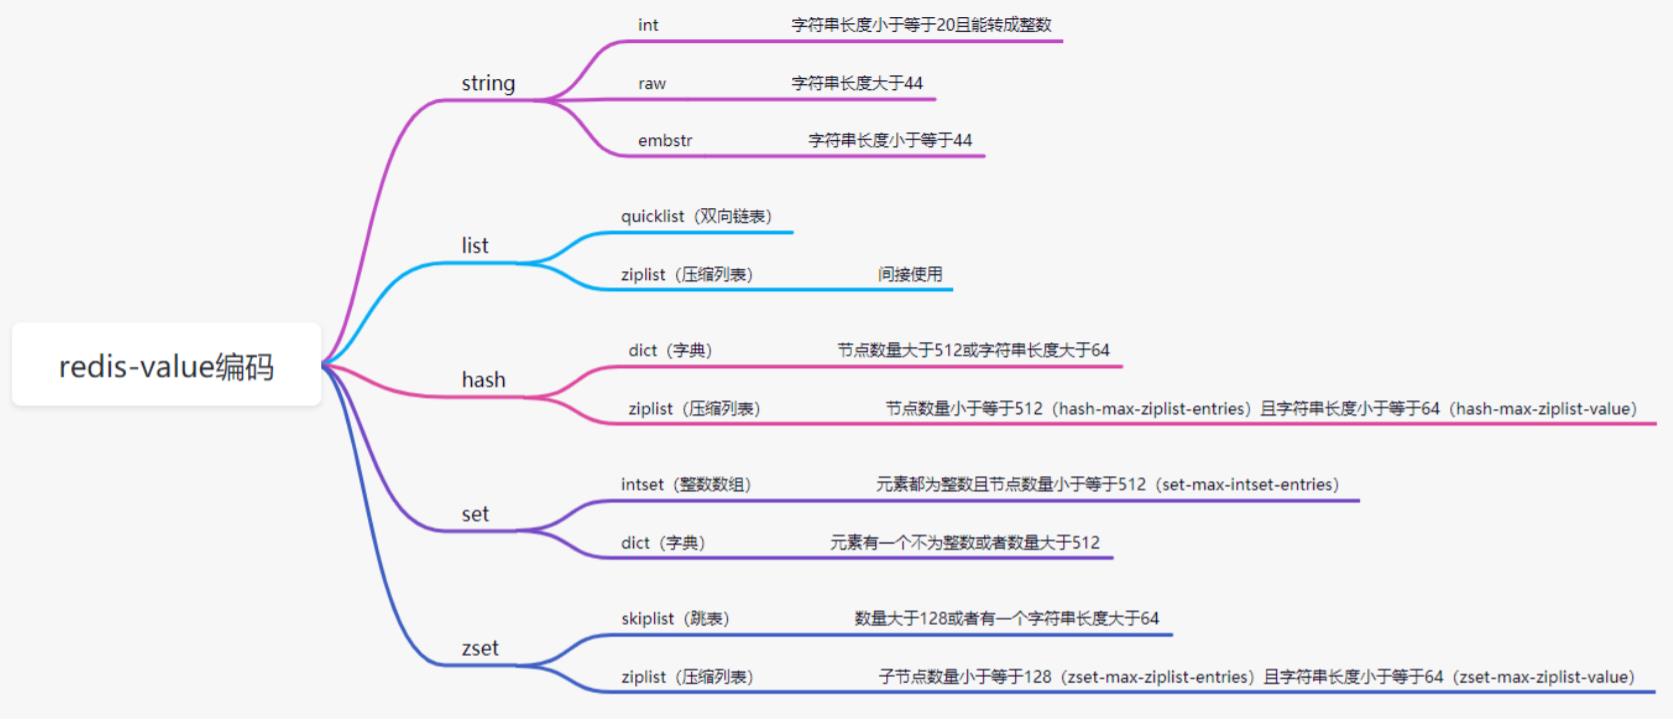 redis-value编码
string
int 字符串长度小于等于20且能转成整数
raw 字符串长度大于44
embstr 字符串长度小于等于44
list
quicklist（双向链表）
ziplist（压缩列表） 间接使用
hash
dict（字典） 节点数量大于512或字符串长度大于64
ziplist（压缩列表） 节点数量小于等于512（hash-max-ziplist-entries）且字符串长度小于等于64（hash-max-ziplist-value）
set
intset（整数数组） 元素都为整数且节点数量小于等于512（set-max-intset-entries）
dict（字典） 元素有一个不为整数或者数量大于512
zset
skiplist（跳表） 数量大于128或者有一个字符串长度大于64
ziplist（压缩列表） 子节点数量小于等于128（zset-max-ziplist-entries）且字符串长度小于等于64（zset-max-ziplist-value）